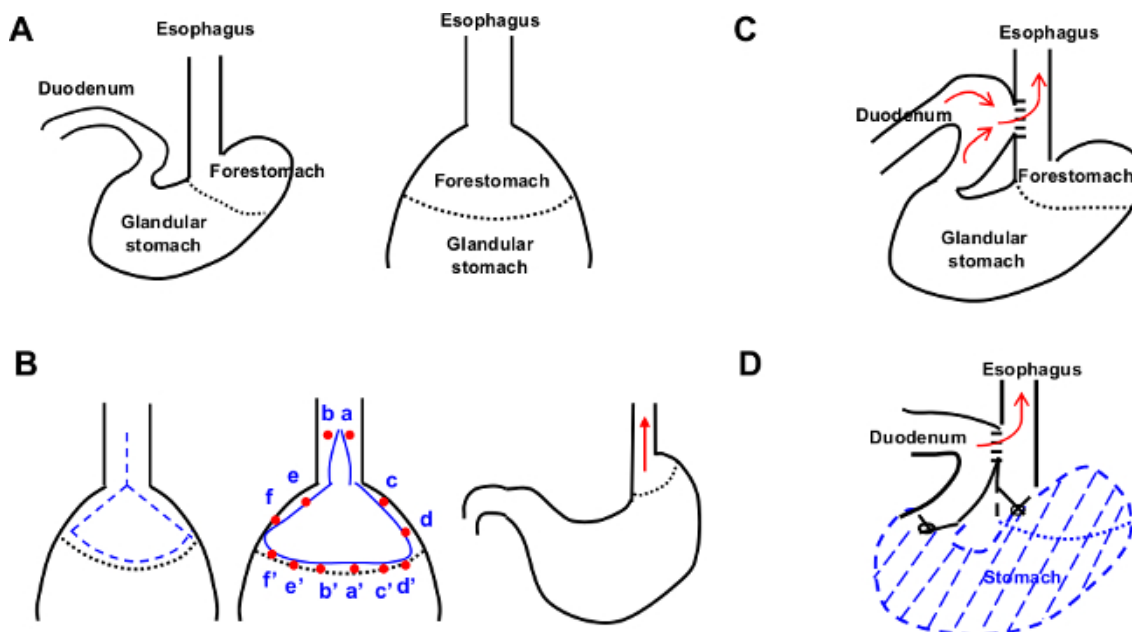 A
Esophagus
Duodenum
Forestomach
Glandular
stomach
Esophagus
Forestomach
Glandular
stomach
C
Esophagus
Duodenum
Forestomach
Glandular
stomach
B
b a
e c
f d
f' e' b' a' c' d'
D
Esophagus
Duodenum
Stomach